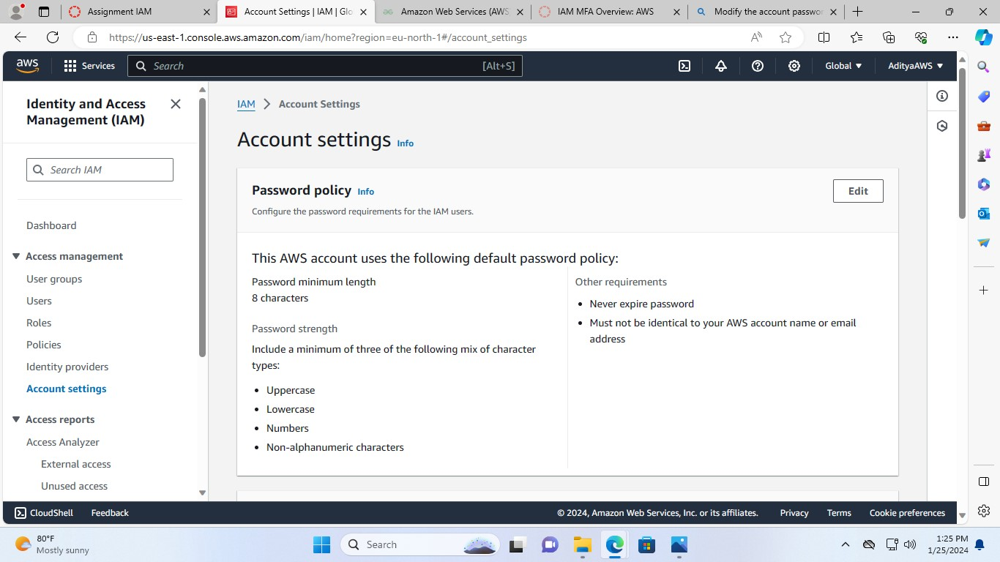 Assignment IAM
Account Settings | IAM | Glo
Amazon Web Services (AWS
IAM MFA Overview: AWS
Modify the account passwor
https://us-east-1.console.aws.amazon.com/iam/home?region=eu-north-1#/account_settings
aws
Services
Search
[Alt+S]
Global
AdityaAWS
Identity and Access
Management (IAM)
Search IAM
Dashboard
Access management
User groups
Users
Roles
Policies
Identity providers
Account settings
Access reports
Access Analyzer
External access
Unused access
IAM > Account Settings
Account settings Info
Password policy Info
Edit
Configure the password requirements for the IAM users.
This AWS account uses the following default password policy:
Password minimum length
8 characters
Password strength
Include a minimum of three of the following mix of character
types:
• Uppercase
• Lowercase
• Numbers
• Non-alphanumeric characters
Other requirements
• Never expire password
• Must not be identical to your AWS account name or email
address
CloudShell
Feedback
© 2024, Amazon Web Services, Inc. or its affiliates.
Privacy
Terms
Cookie preferences
80°F
Mostly sunny
Search
1:25 PM
1/25/2024